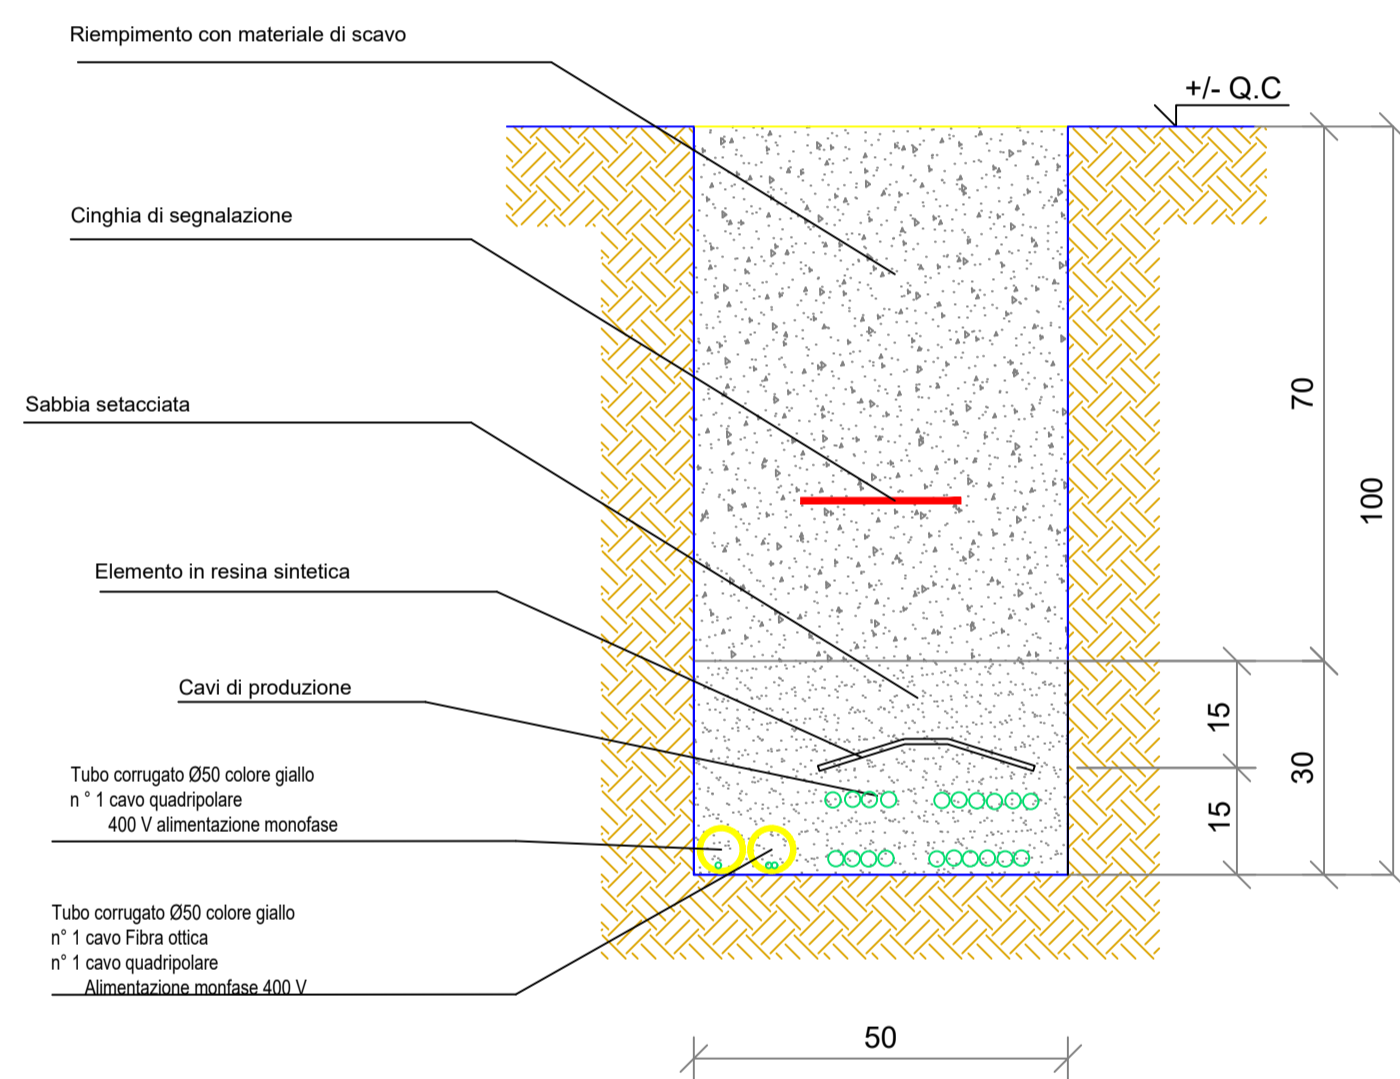 Riempimento con materiale di scavo
+/- Q.C
Cinghia di segnalazione
Sabbia setacciata
70
100
Elemento in resina sintetica
Cavi di produzione
15
30
15
Tubo corrugato Ø50 colore giallo
n ° 1 cavo quadripolare
400 V alimentazione monofase
Tubo corrugato Ø50 colore giallo
n° 1 cavo Fibra ottica
n° 1 cavo quadripolare
Alimentazione monfase 400 V
50